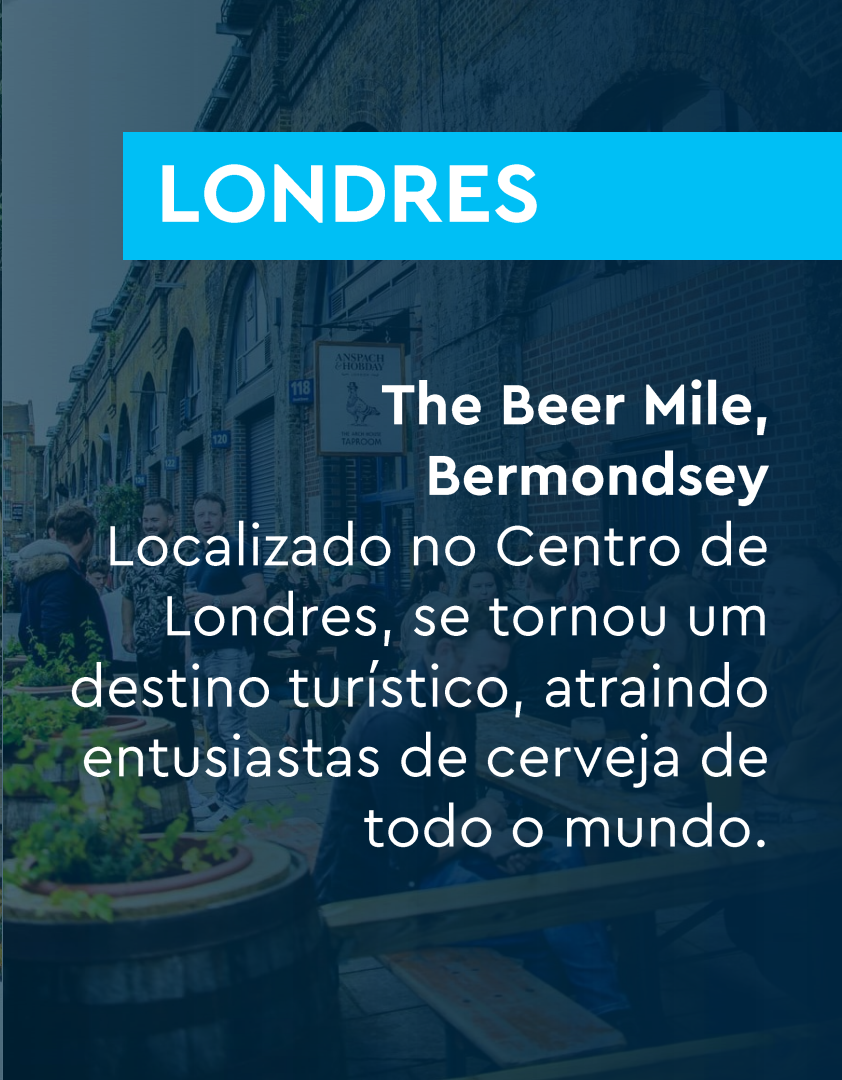 LONDRES
ANSPACH
& HOBDAY
118
TAPROOM
120
The Beer Mile,
Bermondsey
Localizado no Centro de
Londres, se tornou um
destino turístico, atraindo
entusiastas de cerveja de
todo o mundo.